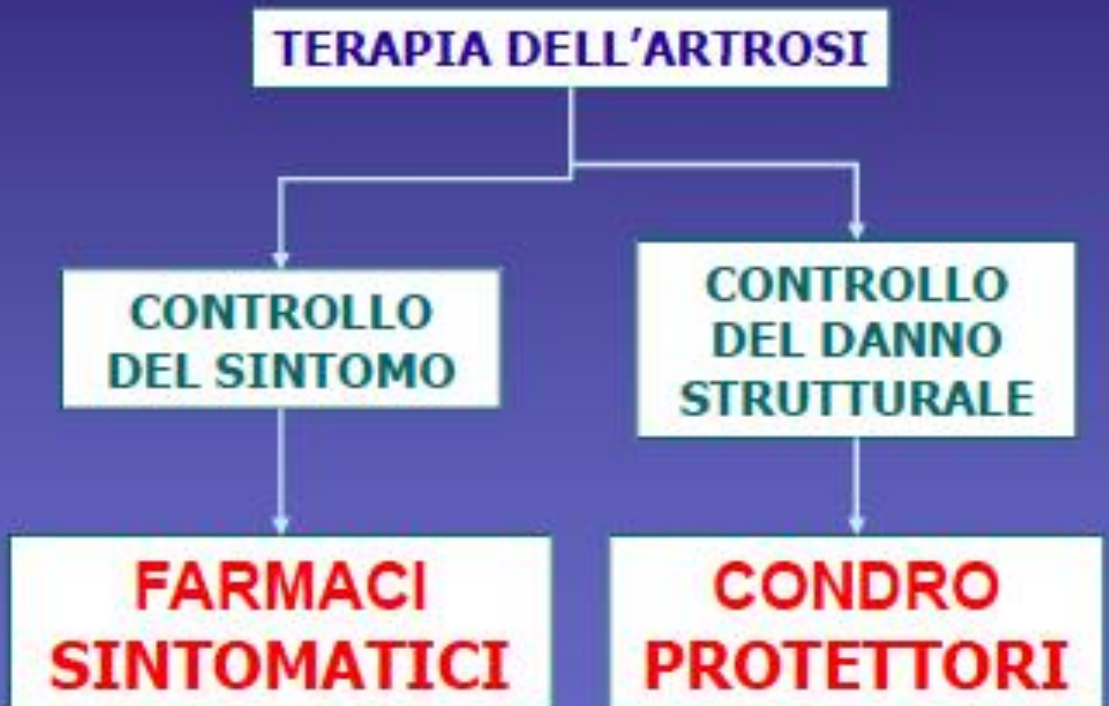 TERAPIA DELL'ARTROSI
CONTROLLO
DEL SINTOMO
CONTROLLO
DEL DANNO
STRUTTURALE
FARMACI
SINTOMATICI
CONDRO
PROTETTORI